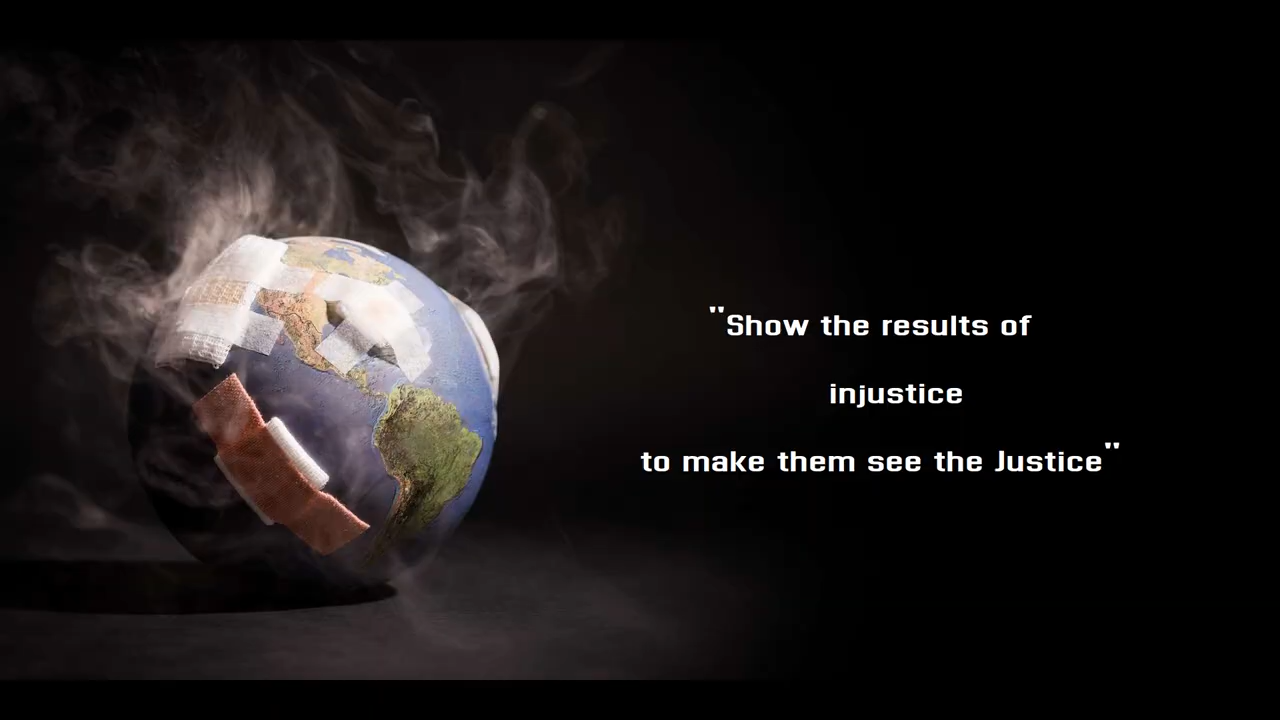 "Show the results of
injustice
to make them see the Justice"